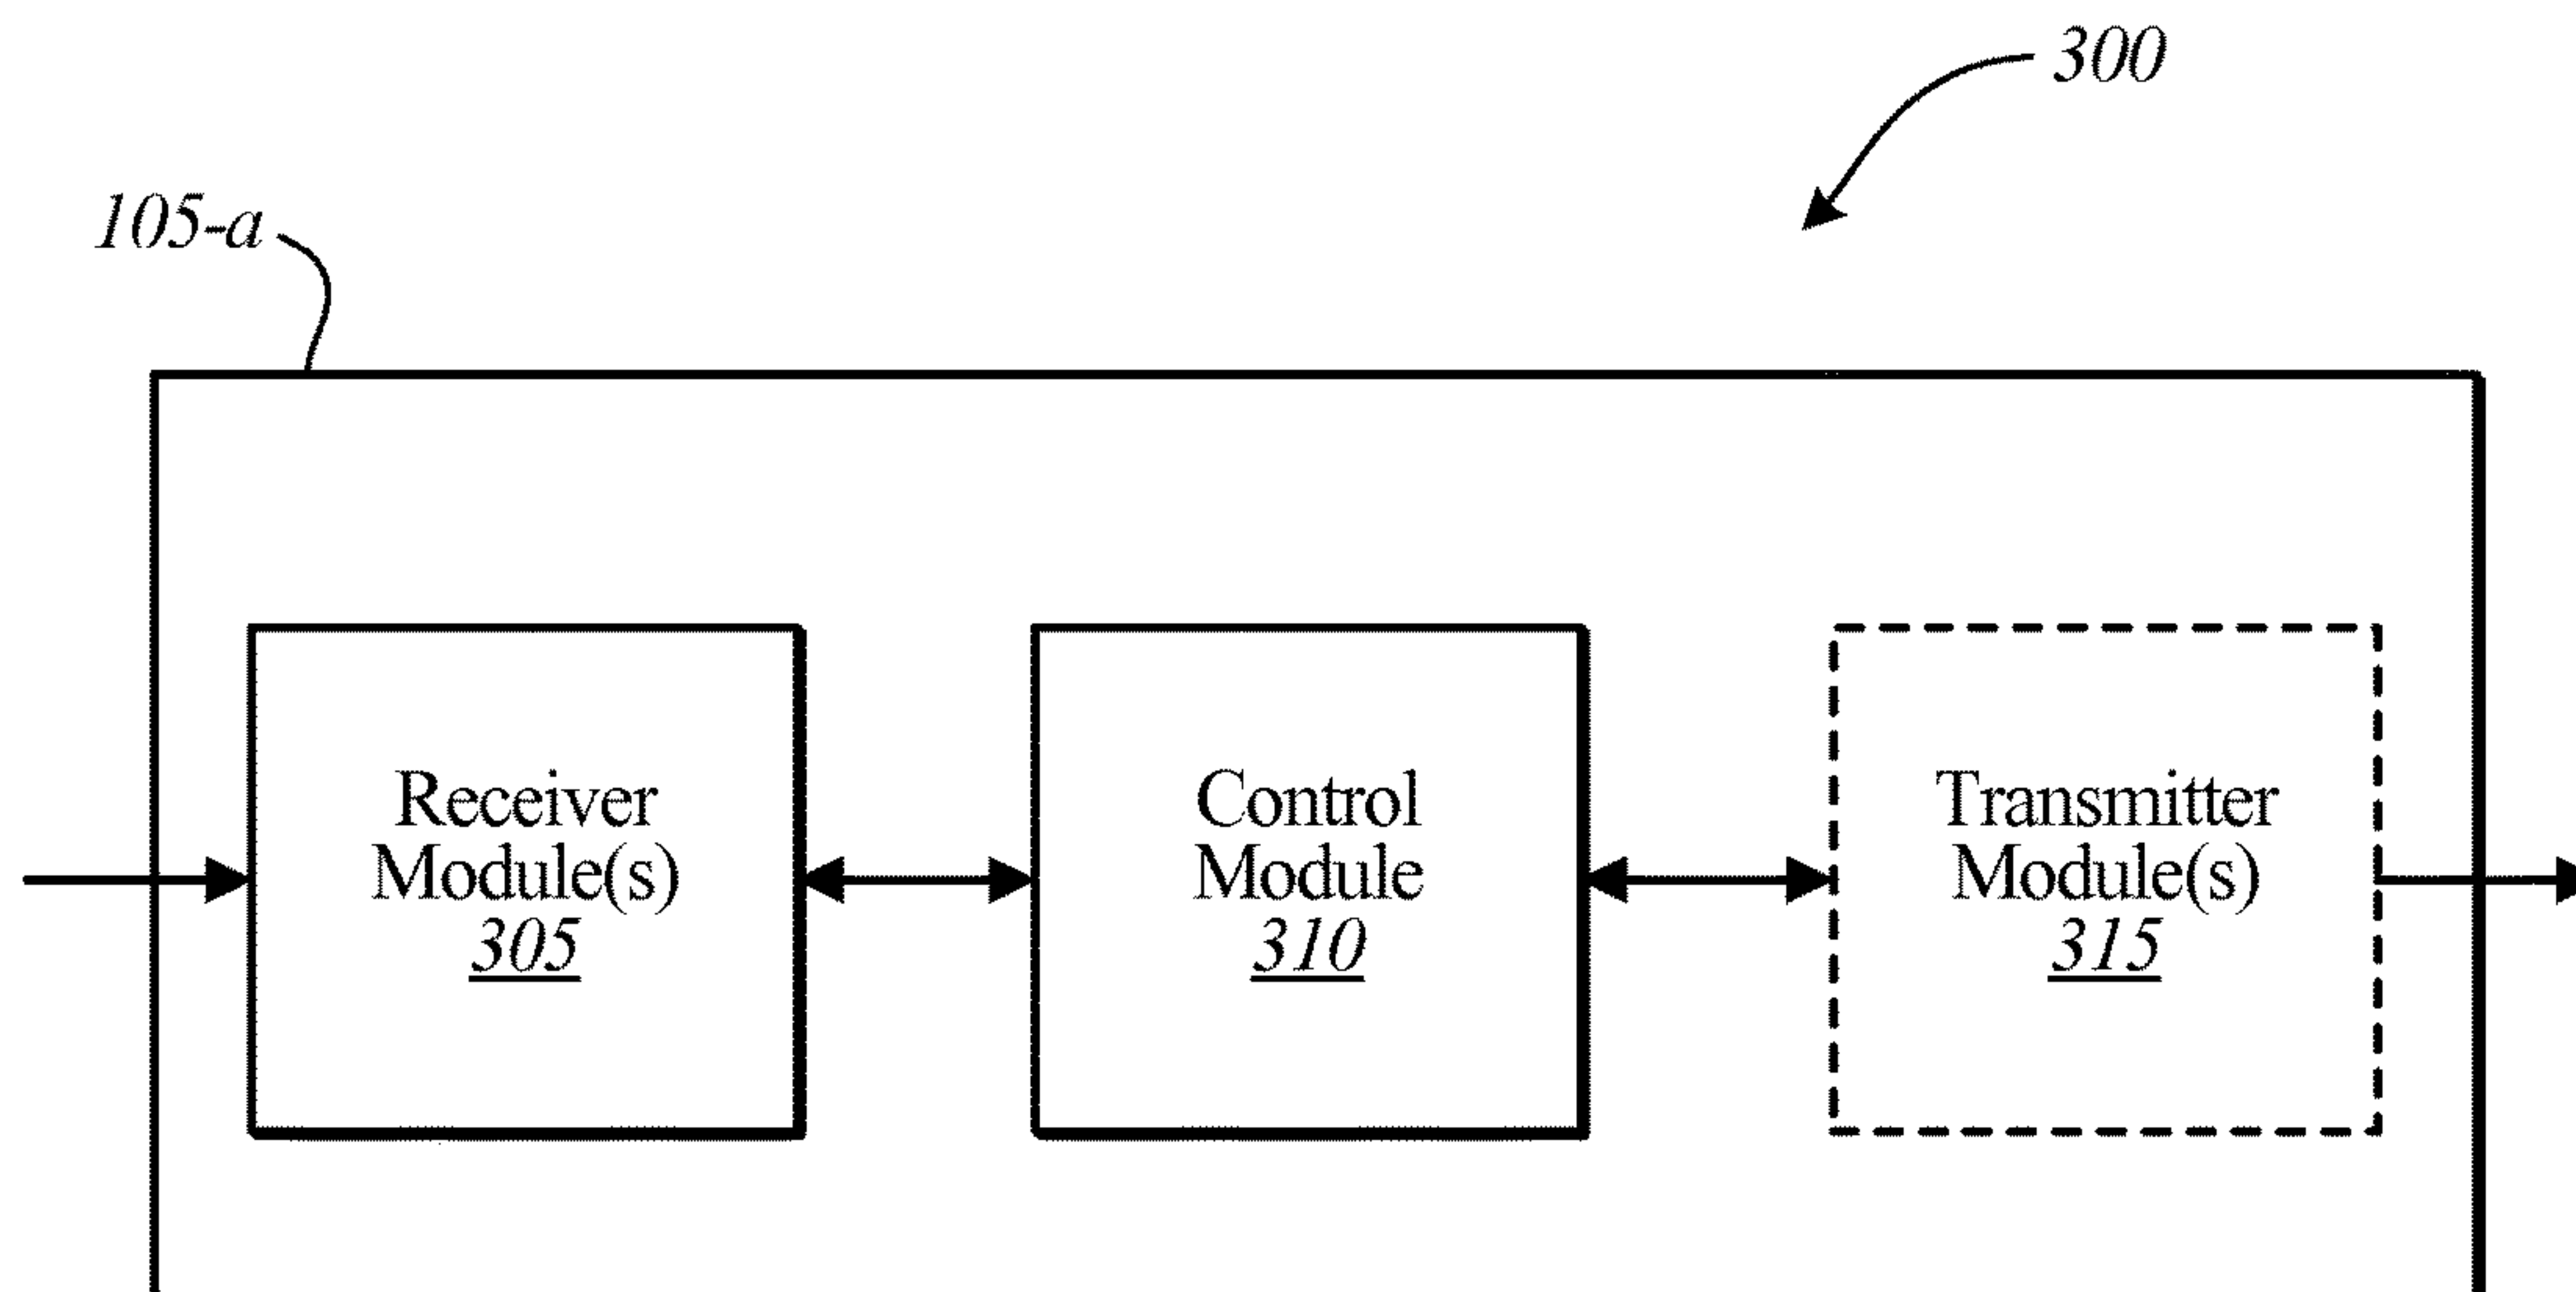 300
105-a
Receiver
Module(s)
305
Control
Module
310
Transmitter
Module(s)
315